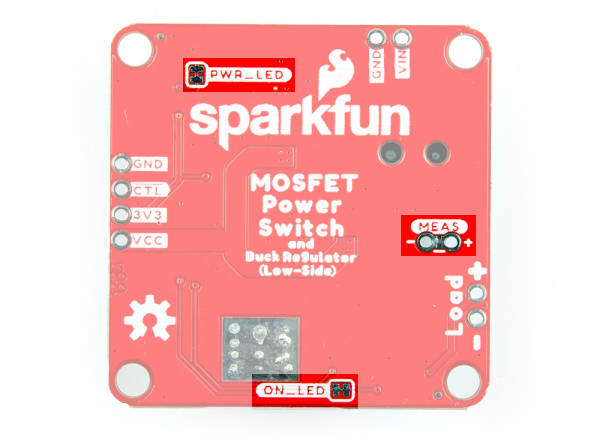 PWR_LED
GND
VIN
sparkfun
GND
CTL
3V3
VCC
MOSFET
Power
Switch
and
Buck Regulator
(Low-Side)
MEAS
- +
+
Load
-
ON_LED